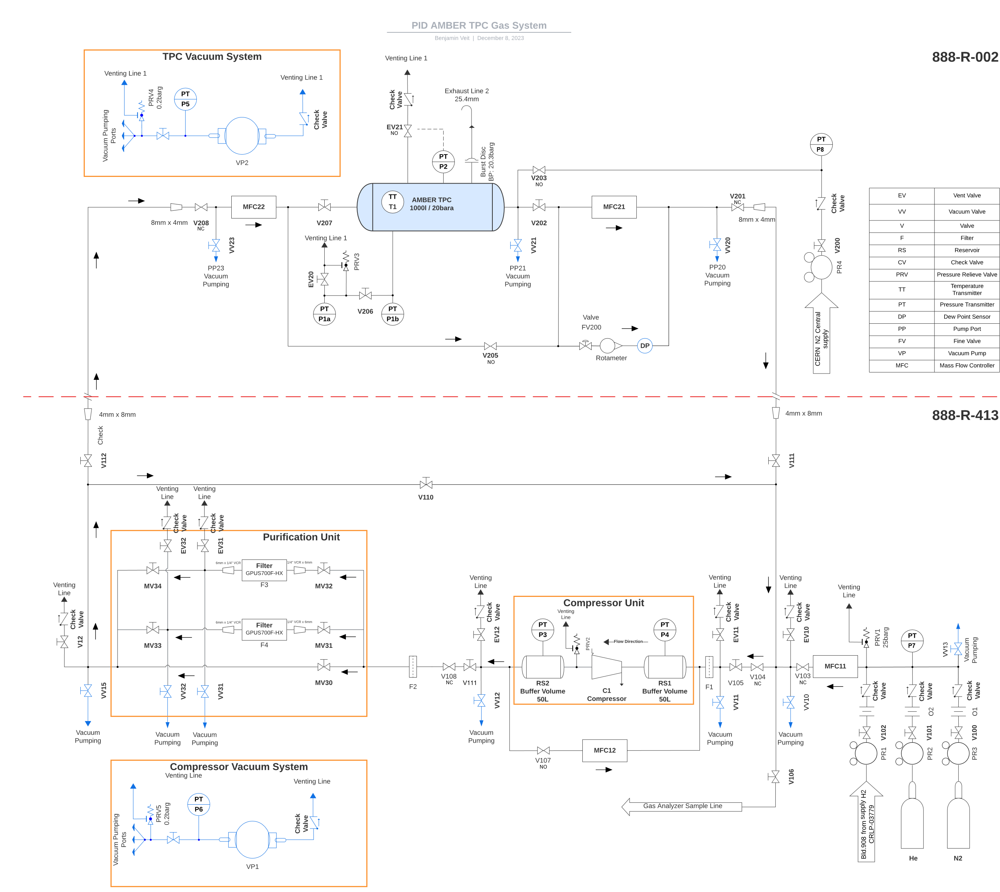 PID AMBER TPC Gas System
Benjamin Veit | December 8, 2023
888-R-002
TPC Vacuum System
Venting Line 1
Venting Line 1
PRV4
0.2barg
PT
P5
Check
Valve
Vacuum Pumping
Ports
VP2
Venting Line 1
Check
Valve
EV21
NO
Exhaust Line 2
25.4mm
PT
P2
Burst Disc
BP: 20.3barg
PT
P8
V203
NO
8mm x 4mm
V208
NC
MFC22
V207
TT
T1
AMBER TPC
1000l / 20bara
V202
MFC21
V201
NC
8mm x 4mm
Check
Valve
V200
PR4
CERN N2 Central
supply
VV23
PP23
Vacuum
Pumping
Venting Line 1
PRV3
EV20
PT
P1a
V206
PT
P1b
VV21
PP21
Vacuum
Pumping
VV20
PP20
Vacuum
Pumping
Valve
FV200
V205
NO
Rotameter
DP
EV Vent Valve
VV Vacuum Valve
V Valve
F Filter
RS Reservoir
CV Check Valve
PRV Pressure Relieve Valve
TT Temperature
Transmitter
PT Pressure Transmitter
DP Dew Point Sensor
PP Pump Port
FV Fine Valve
VP Vacuum Pump
MFC Mass Flow Controller
888-R-413
4mm x 8mm
Check
V112
4mm x 8mm
V111
V110
Venting
Line
Venting
Line
Check
Valve
Check
Valve
Purification Unit
EV32
EV31
6mm x 1/4" VCR
Filter
GPUS700F-HX
F3
1/4" VCR x 6mm
MV34
MV32
6mm x 1/4" VCR
Filter
GPUS700F-HX
F4
1/4" VCR x 6mm
MV33
MV31
MV30
VV32
VV31
Vacuum
Pumping
Vacuum
Pumping
Venting
Line
Check
Valve
V12
VV15
Vacuum
Pumping
F2
V108
NC
V111
Venting
Line
Check
Valve
EV12
VV12
Vacuum
Pumping
Compressor Unit
PT
P3
Venting
Line
PRV2
Flow Direction
PT
P4
RS2
Buffer Volume
50L
C1
Compressor
RS1
Buffer Volume
50L
V107
NO
MFC12
F1
Venting
Line
Check
Valve
EV11
VV11
Vacuum
Pumping
V105
V104
NC
Venting
Line
Check
Valve
EV10
V103
NC
VV10
Vacuum
Pumping
MFC11
Venting
Line
PRV1
25barg
PT
P7
VV13
Vacuum
Pumping
Check
Valve
Check
Valve
Check
Valve
O2
O1
V102
V101
V100
PR1
PR2
PR3
Bld.908 from supply H2
CRLP-03779
He
N2
V106
Gas Analyzer Sample Line
Compressor Vacuum System
Venting Line
Venting Line
PRV5
0.2barg
PT
P6
Check
Valve
Vacuum Pumping
Ports
VP1